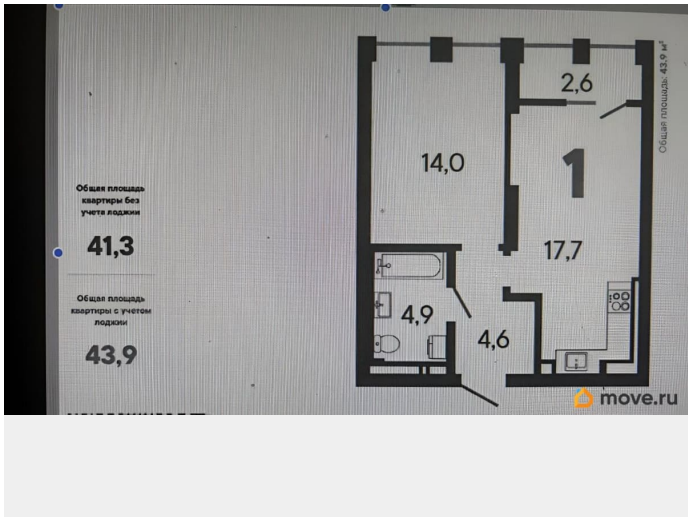 Общая площадь
квартиры без
учета лоджии
41,3
Общая площадь
квартиры с учетом
лоджии
43,9
2,6
14,0
1
17,7
4,9
4,6
Общая площадь: 43.9 м²
move.ru